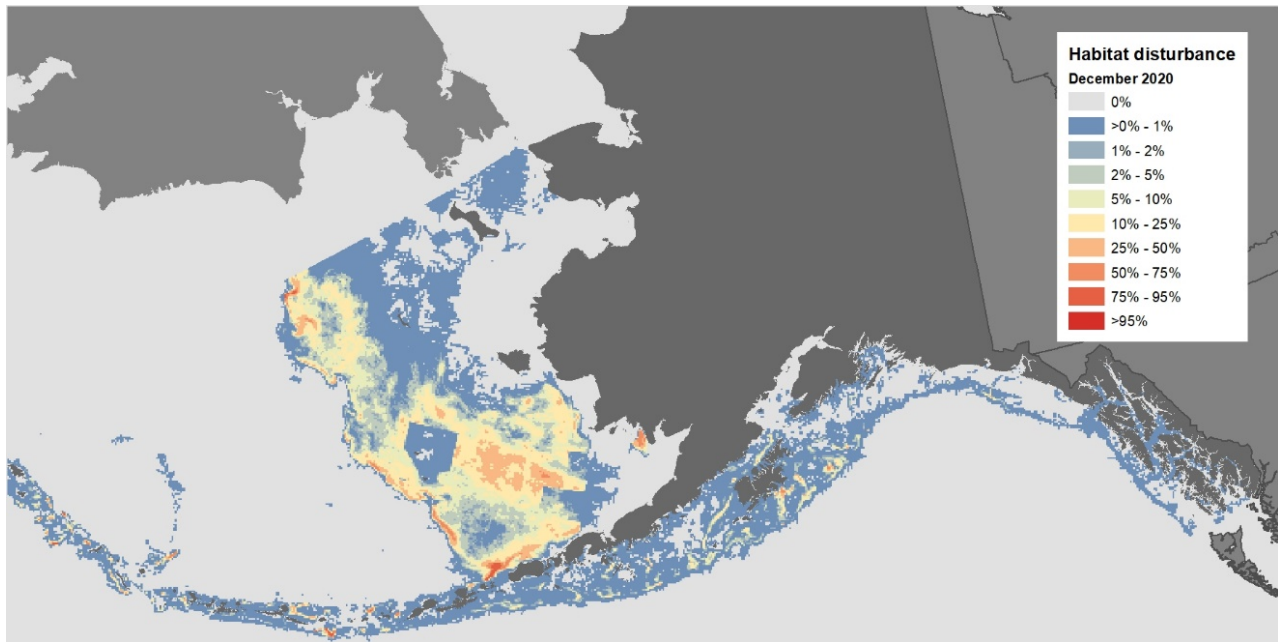 Habitat disturbance
December 2020
0%
>0% - 1%
1% - 2%
2% - 5%
5% - 10%
10% - 25%
25% - 50%
50% - 75%
75% - 95%
>95%